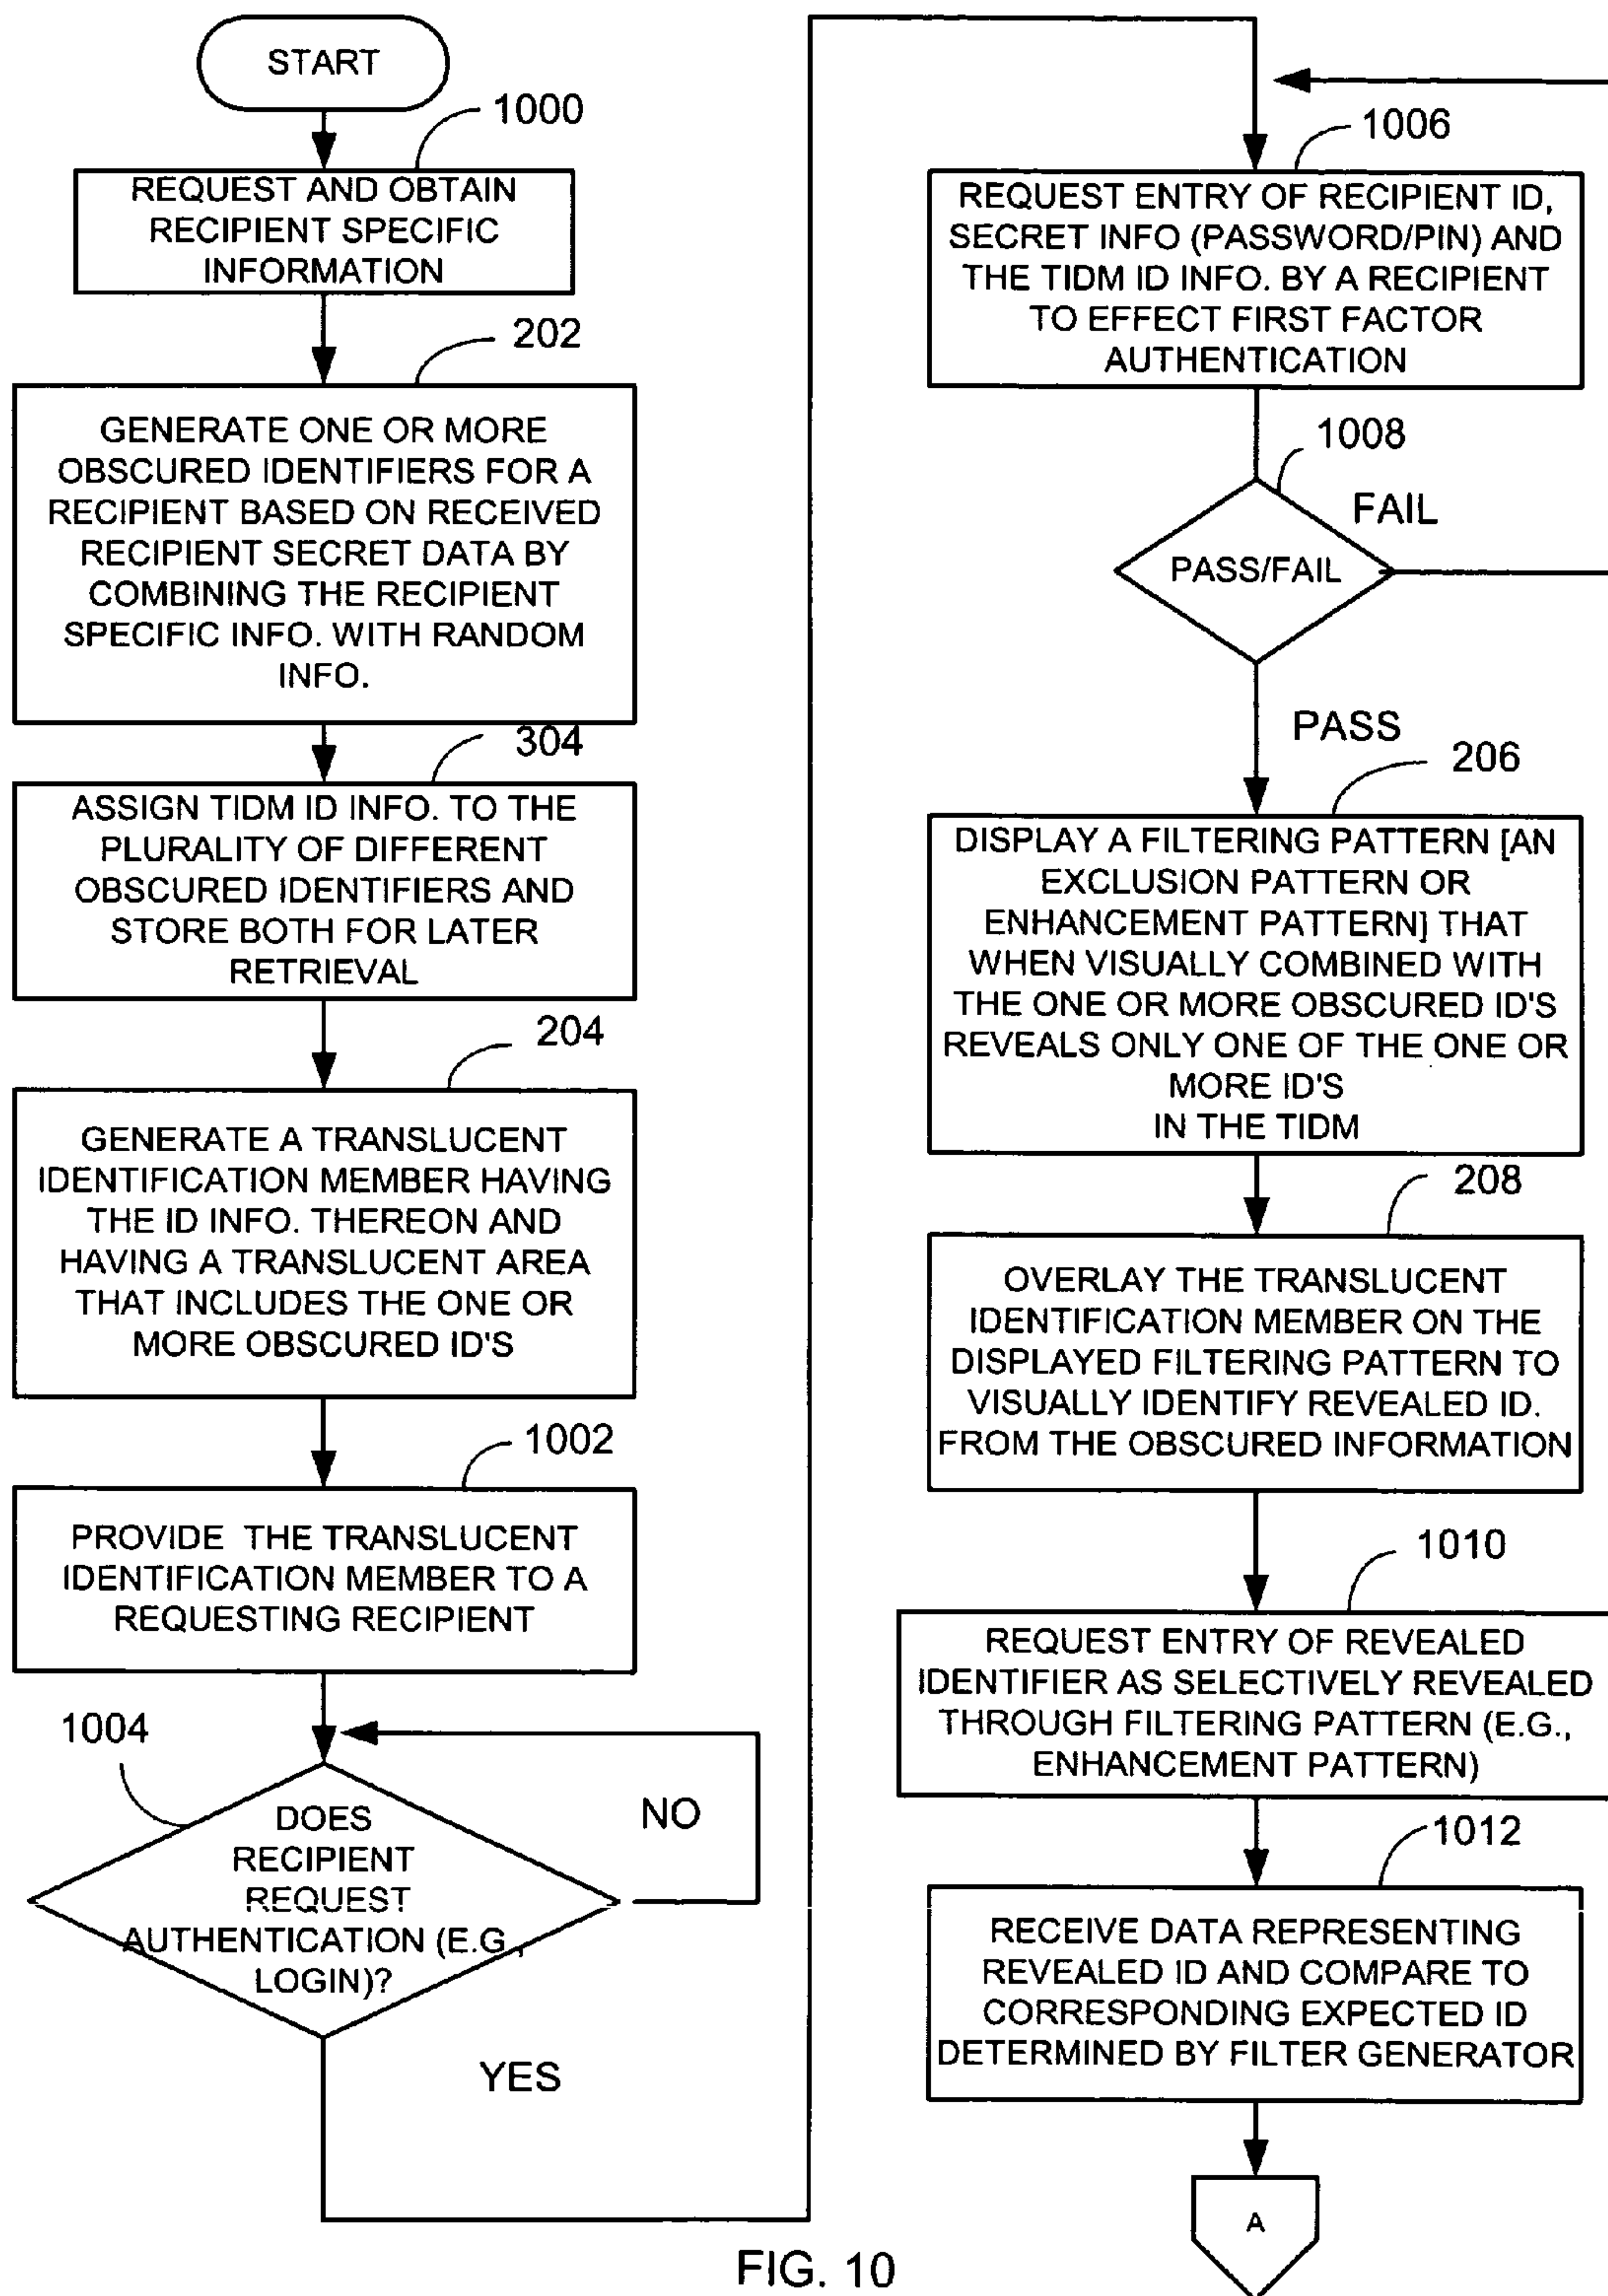 START
1000
REQUEST AND OBTAIN
RECIPIENT SPECIFIC
INFORMATION
202
GENERATE ONE OR MORE
OBSCURED IDENTIFIERS FOR A
RECIPIENT BASED ON RECEIVED
RECIPIENT SECRET DATA BY
COMBINING THE RECIPIENT
SPECIFIC INFO. WITH RANDOM
INFO.
304
ASSIGN TIDM ID INFO. TO THE
PLURALITY OF DIFFERENT
OBSCURED IDENTIFIERS AND
STORE BOTH FOR LATER
RETRIEVAL
204
GENERATE A TRANSLUCENT
IDENTIFICATION MEMBER HAVING
THE ID INFO. THEREON AND
HAVING A TRANSLUCENT AREA
THAT INCLUDES THE ONE OR
MORE OBSCURED ID'S
1002
PROVIDE THE TRANSLUCENT
IDENTIFICATION MEMBER TO A
REQUESTING RECIPIENT
1004
DOES
RECIPIENT
REQUEST
AUTHENTICATION (E.G.,
LOGIN)?
NO
YES
1006
REQUEST ENTRY OF RECIPIENT ID,
SECRET INFO (PASSWORD/PIN) AND
THE TIDM ID INFO. BY A RECIPIENT
TO EFFECT FIRST FACTOR
AUTHENTICATION
1008
FAIL
PASS/FAIL
PASS
206
DISPLAY A FILTERING PATTERN [AN
EXCLUSION PATTERN OR
ENHANCEMENT PATTERN] THAT
WHEN VISUALLY COMBINED WITH
THE ONE OR MORE OBSCURED ID'S
REVEALS ONLY ONE OF THE ONE OR
MORE ID'S
IN THE TIDM
208
OVERLAY THE TRANSLUCENT
IDENTIFICATION MEMBER ON THE
DISPLAYED FILTERING PATTERN TO
VISUALLY IDENTIFY REVEALED ID.
FROM THE OBSCURED INFORMATION
1010
REQUEST ENTRY OF REVEALED
IDENTIFIER AS SELECTIVELY REVEALED
THROUGH FILTERING PATTERN (E.G.,
ENHANCEMENT PATTERN)
1012
RECEIVE DATA REPRESENTING
REVEALED ID AND COMPARE TO
CORRESPONDING EXPECTED ID
DETERMINED BY FILTER GENERATOR
A
FIG. 10